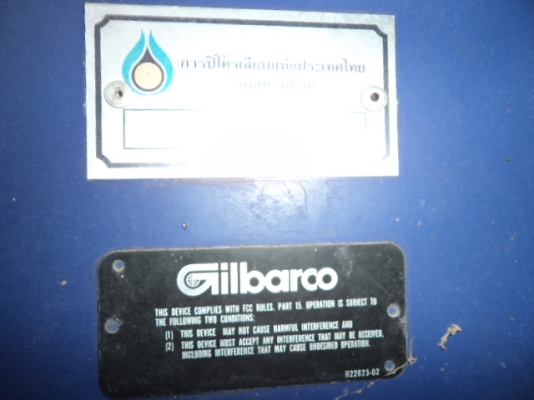 การปิโตรเลียมแห่งประเทศไทย
Gilbarco
THIS DEVICE COMPLIES WITH FCC RULES, PART 15. OPERATION IS SUBJECT TO
THE FOLLOWING TWO CONDITIONS:
(1) THIS DEVICE MAY NOT CAUSE HARMFUL INTERFERENCE AND
(2) THIS DEVICE MUST ACCEPT ANY INTERFERENCE THAT MAY BE RECEIVED,
INCLUDING INTERFERENCE THAT MAY CAUSE UNDESIRED OPERATION.
N22623-02